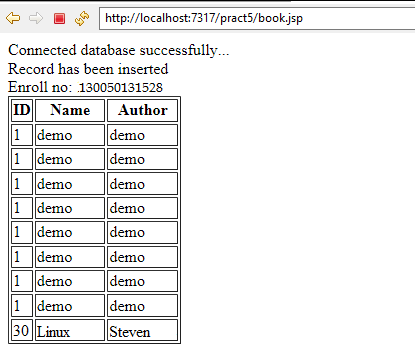 http://localhost:7317/pract5/book.jsp
Connected database successfully...
Record has been inserted
Enroll no: .130050131528
ID Name Author
1 demo demo
1 demo demo
1 demo demo
1 demo demo
1 demo demo
1 demo demo
1 demo demo
1 demo demo
30 Linux Steven